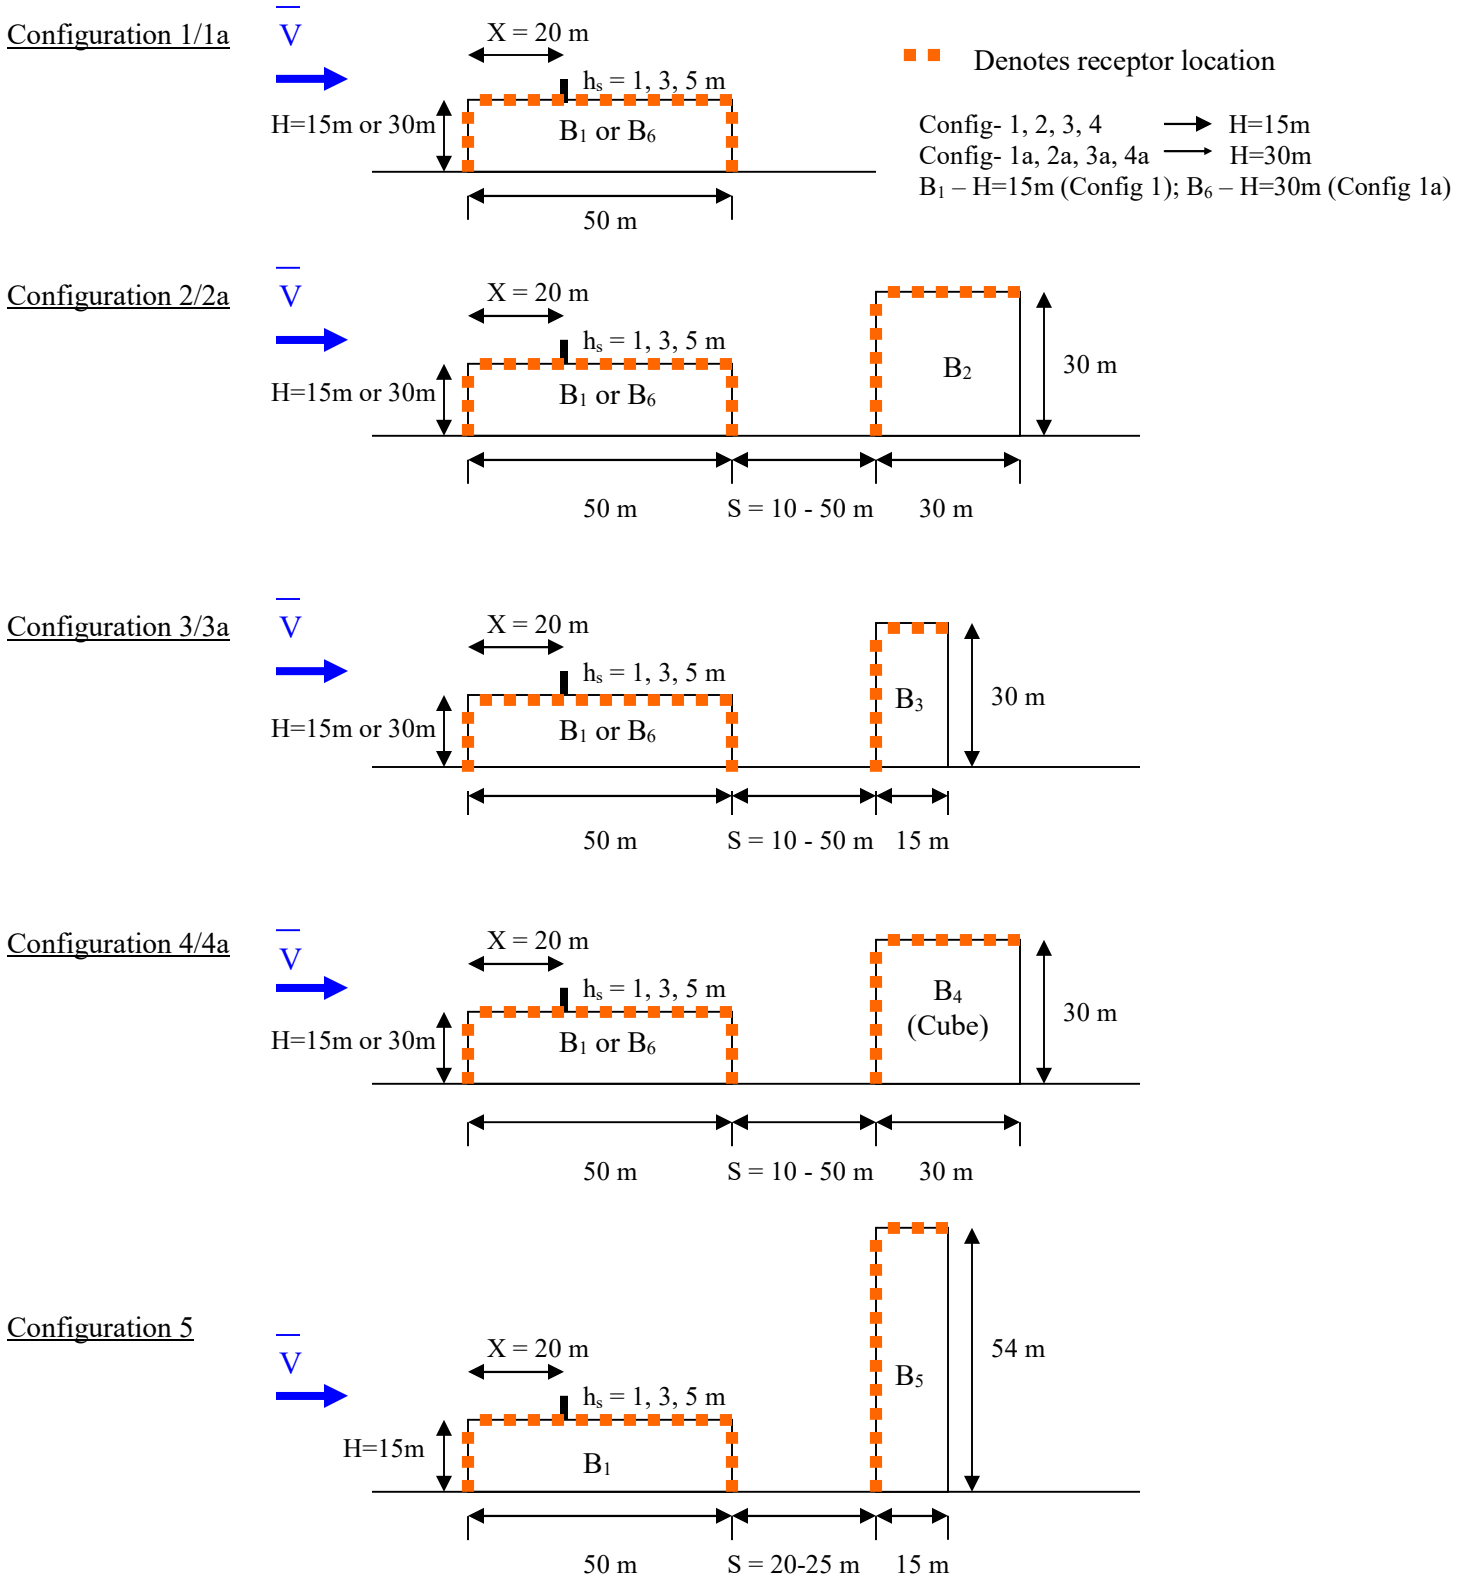 Configuration 1/1a
V
X = 20 m
hs = 1, 3, 5 m
H=15m or 30m
B1 or B6
50 m
Denotes receptor location
Config- 1, 2, 3, 4 H=15m
Config- 1a, 2a, 3a, 4a H=30m
B1 – H=15m (Config 1); B6 – H=30m (Config 1a)
Configuration 2/2a
V
X = 20 m
hs = 1, 3, 5 m
H=15m or 30m
B1 or B6
B2
30 m
50 m
S = 10 - 50 m
30 m
Configuration 3/3a
V
X = 20 m
hs = 1, 3, 5 m
H=15m or 30m
B1 or B6
B3
30 m
50 m
S = 10 - 50 m
15 m
Configuration 4/4a
V
X = 20 m
hs = 1, 3, 5 m
H=15m or 30m
B1 or B6
B4
(Cube)
30 m
50 m
S = 10 - 50 m
30 m
Configuration 5
V
X = 20 m
hs = 1, 3, 5 m
H=15m
B1
B5
54 m
50 m
S = 20-25 m
15 m